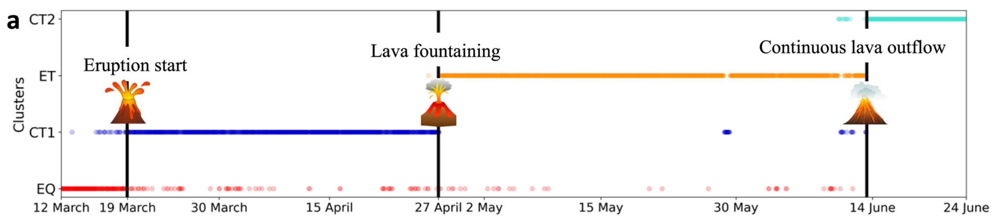 a
CT2
Lava fountaining
Continuous lava outflow
Eruption start
ET
Clusters
CT1
EQ
12 March 19 March 30 March 15 April 27 April 2 May 15 May 30 May 14 June 24 June